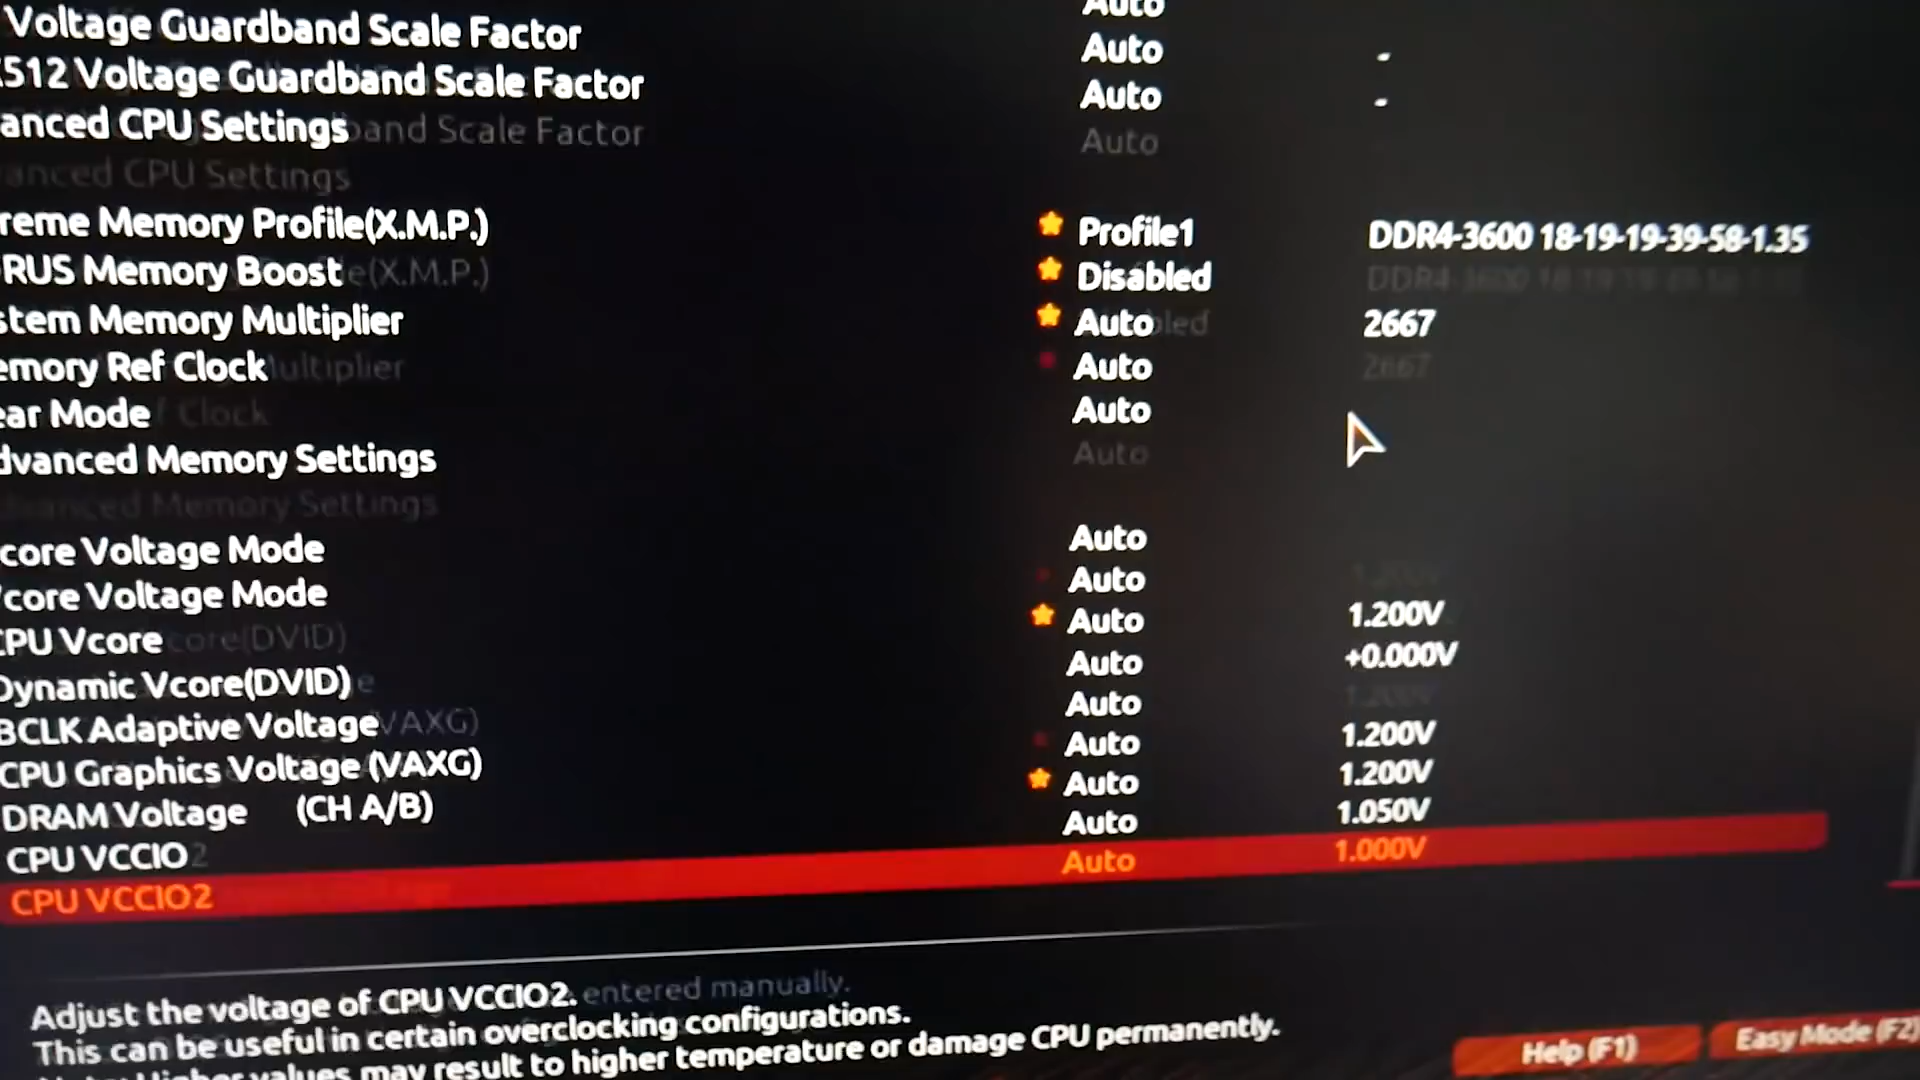 Auto
Voltage Guardband Scale Factor Auto -
512 Voltage Guardband Scale Factor Auto -
anced CPU Settings
reme Memory Profile(X.M.P.) Profile1 DDR4-3600 18-19-19-39-58-1.35
RUS Memory Boost Disabled
stem Memory Multiplier Auto 2667
emory Ref Clock Auto
ear Mode Auto
dvanced Memory Settings
core Voltage Mode Auto
core Voltage Mode Auto
CPU Vcore Auto 1.200V
Dynamic Vcore(DVID) Auto +0.000V
BCLK Adaptive Voltage Auto
CPU Graphics Voltage (VAXG) Auto 1.200V
DRAM Voltage (CH A/B) Auto 1.200V
CPU VCCIO Auto 1.050V
CPU VCCIO2 Auto 1.000V
Adjust the voltage of CPU VCCIO2.
This can be useful in certain overclocking configurations.
Note: Higher values may result to higher temperature or damage CPU permanently.
Help (F1) Easy Mode (F2)